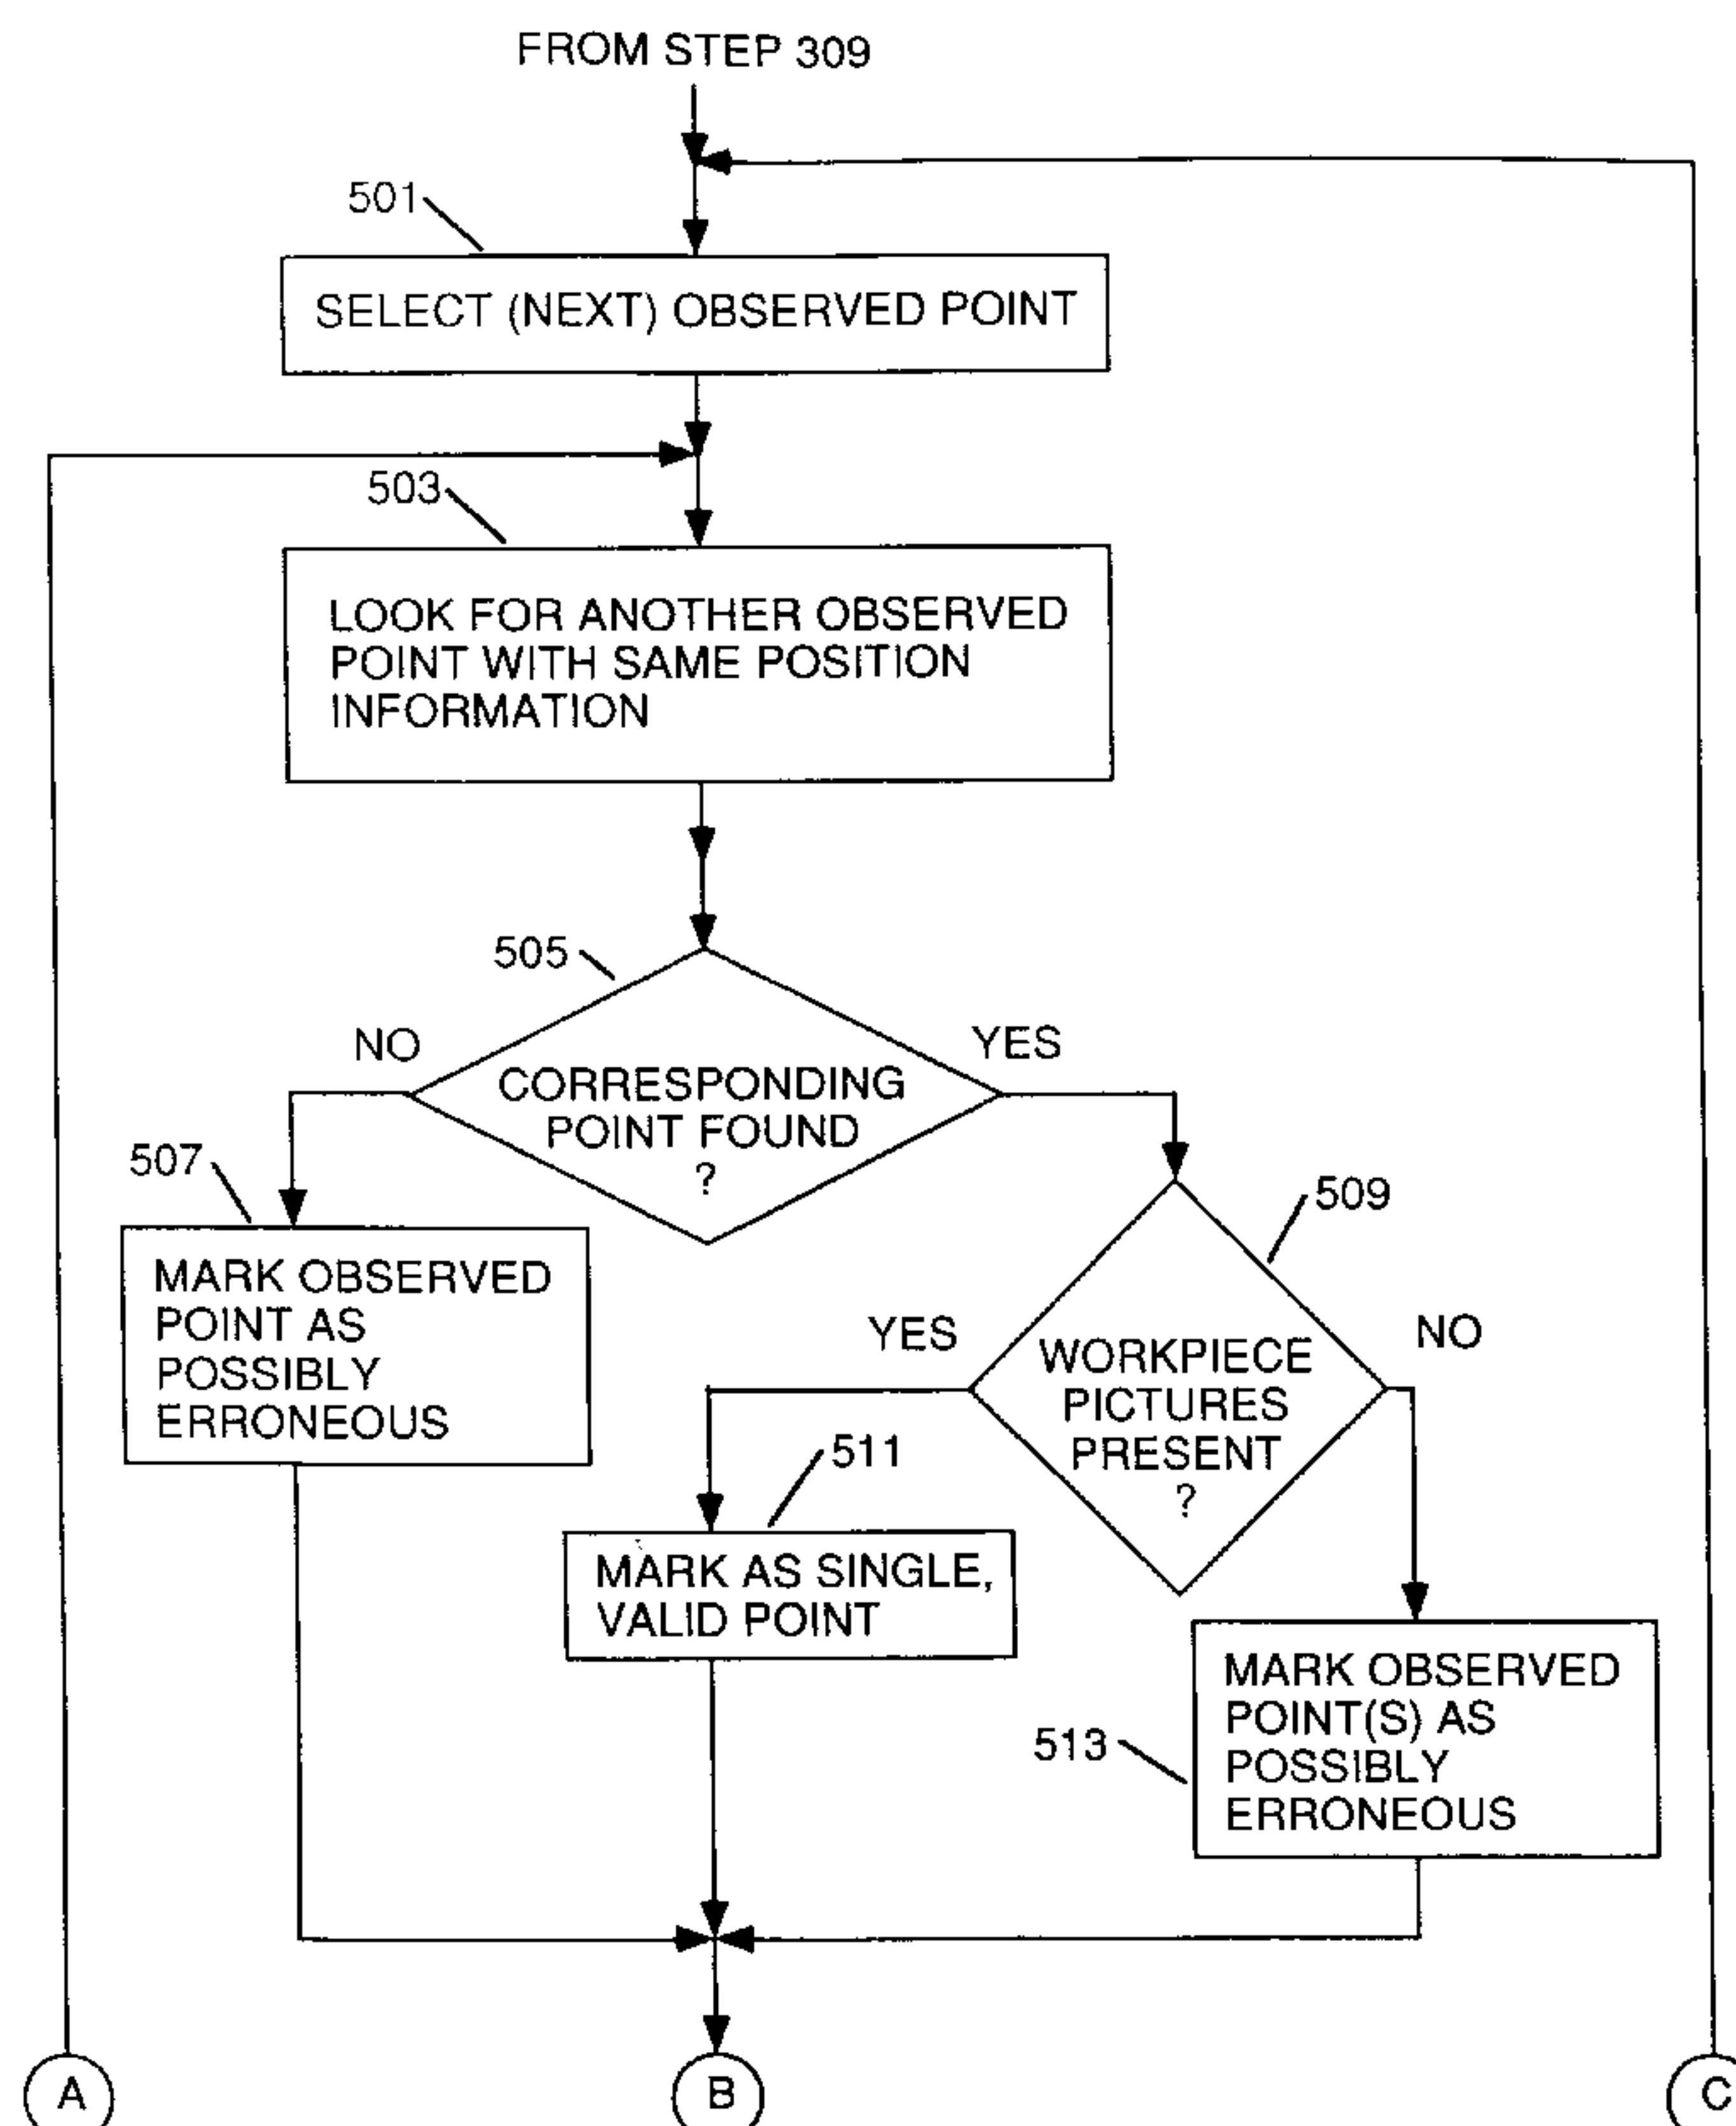 FROM STEP 309
501
SELECT (NEXT) OBSERVED POINT
503
LOOK FOR ANOTHER OBSERVED
POINT WITH SAME POSITION
INFORMATION
505
NO
YES
CORRESPONDING
POINT FOUND
?
507
MARK OBSERVED
POINT AS
POSSIBLY
ERRONEOUS
509
YES
NO
WORKPIECE
PICTURES
PRESENT
?
511
MARK AS SINGLE,
VALID POINT
513
MARK OBSERVED
POINT(S) AS
POSSIBLY
ERRONEOUS
A
B
C